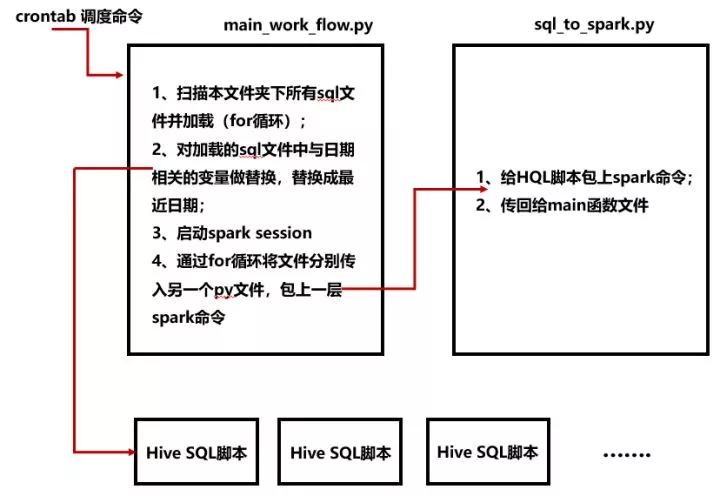 crontab 调度命令
main_work_flow.py
sql_to_spark.py
1、扫描本文件夹下所有sql文
件并加载（for循环）；
2、对加载的sql文件中与日期
相关的变量做替换，替换成最
近日期；
3、启动spark session
4、通过for循环将文件分别传
入另一个py文件，包上一层
spark命令
1、给HQL脚本包上spark命令；
2、传回给main函数文件
Hive SQL脚本
Hive SQL脚本
Hive SQL脚本
.......